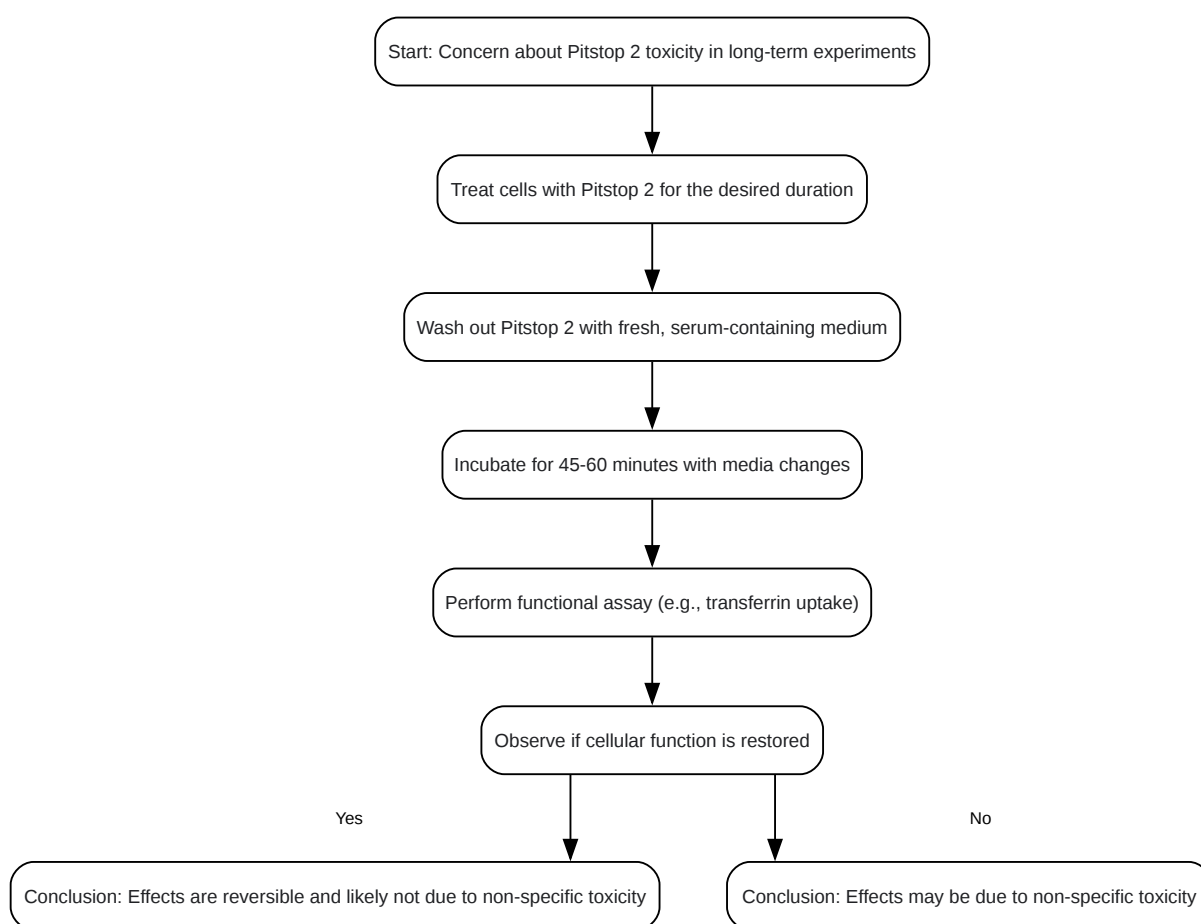 Start: Concern about Pitstop 2 toxicity in long-term experiments
Treat cells with Pitstop 2 for the desired duration
Wash out Pitstop 2 with fresh, serum-containing medium
Incubate for 45-60 minutes with media changes
Perform functional assay (e.g., transferrin uptake)
Observe if cellular function is restored
Yes
No
Conclusion: Effects are reversible and likely not due to non-specific toxicity
Conclusion: Effects may be due to non-specific toxicity